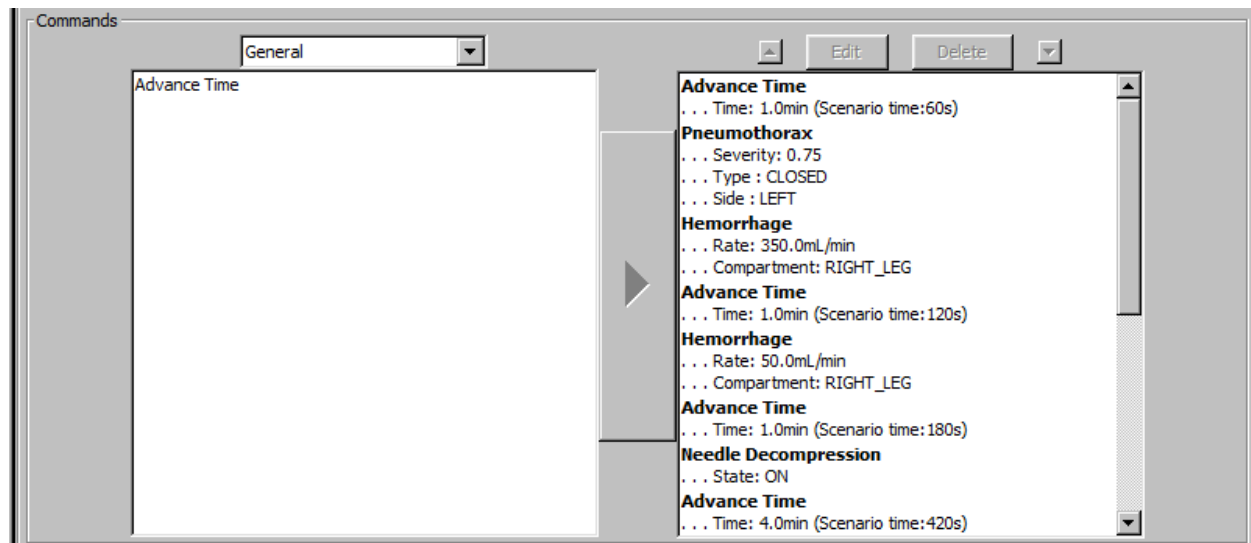 Commands
General
Edit Delete
Advance Time
Advance Time
. . . Time: 1.0min (Scenario time:60s)
Pneumothorax
. . . Severity: 0.75
. . . Type : CLOSED
. . . Side : LEFT
Hemorrhage
. . . Rate: 350.0mL/min
. . . Compartment: RIGHT_LEG
Advance Time
. . . Time: 1.0min (Scenario time:120s)
Hemorrhage
. . . Rate: 50.0mL/min
. . . Compartment: RIGHT_LEG
Advance Time
. . . Time: 1.0min (Scenario time:180s)
Needle Decompression
. . . State: ON
Advance Time
. . . Time: 4.0min (Scenario time:420s)